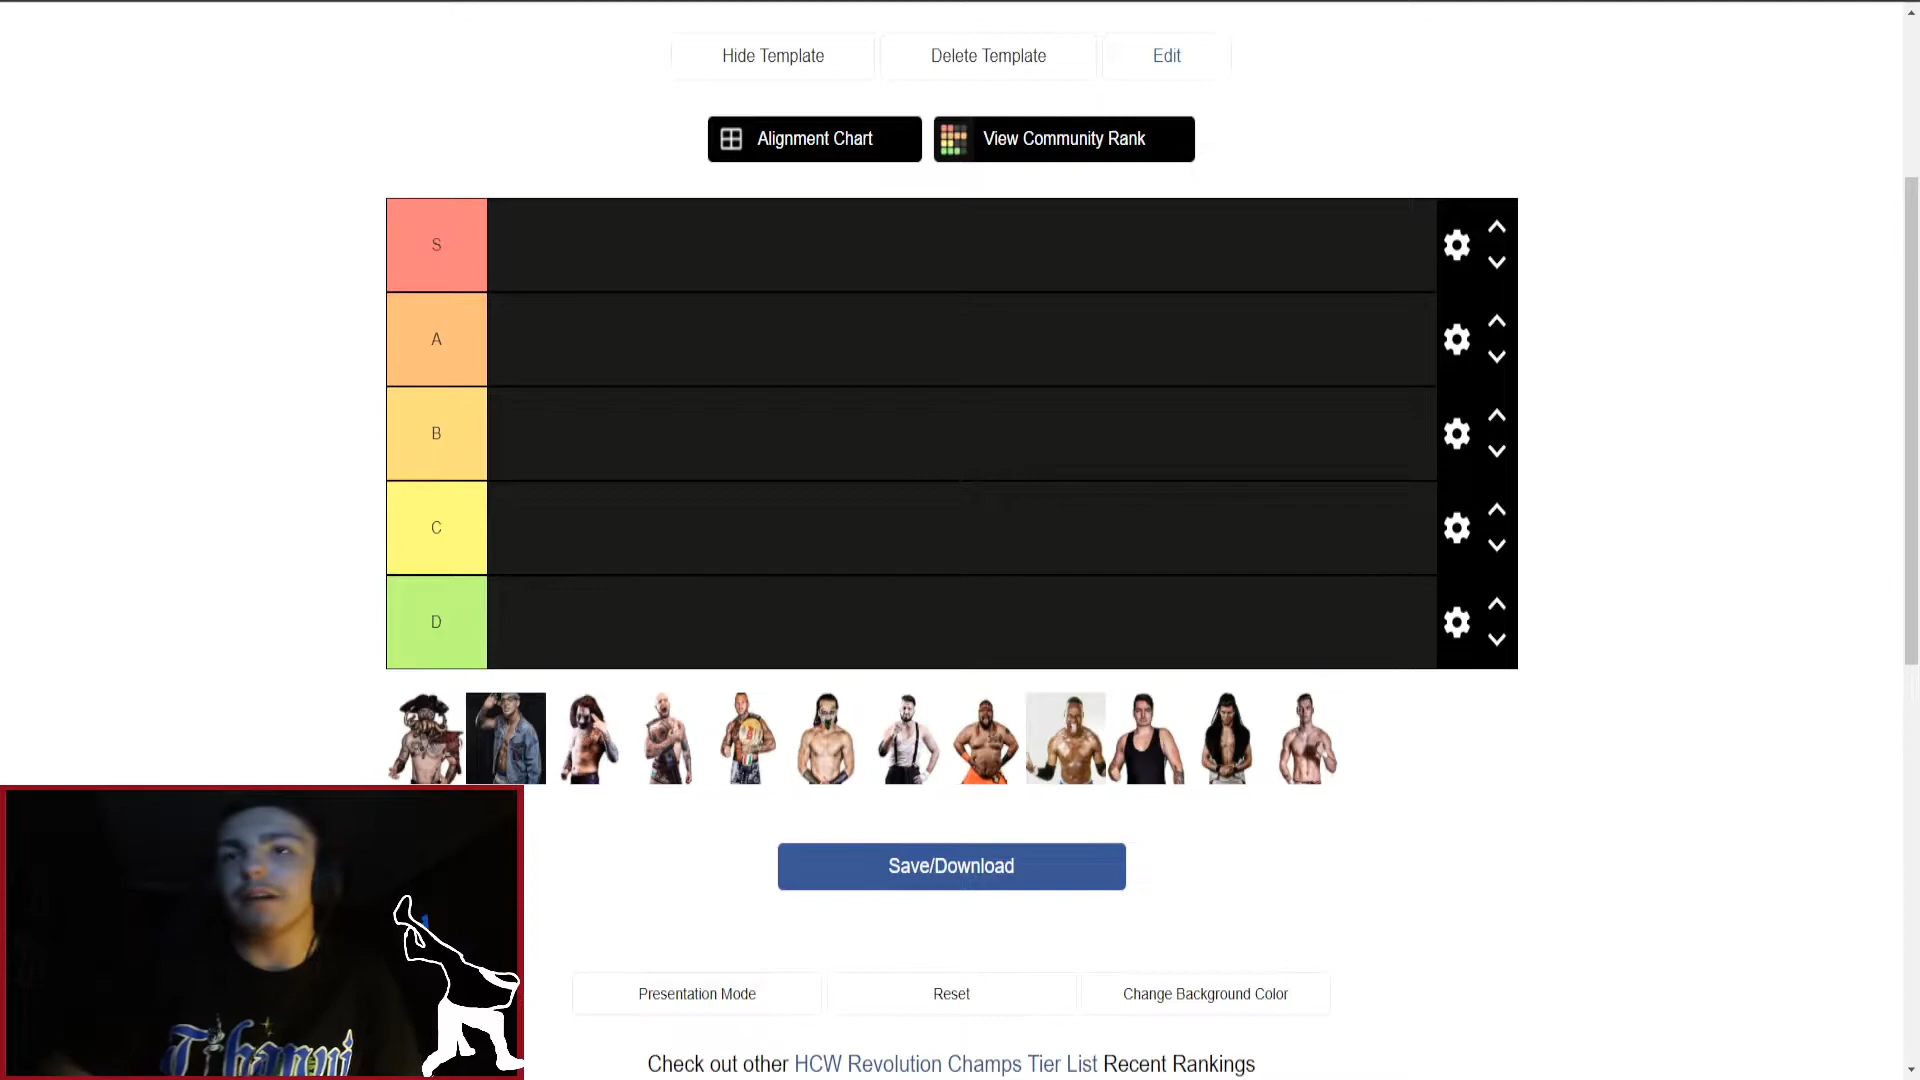 Hide Template
Delete Template
Edit
Alignment Chart
View Community Rank
S
A
B
C
D
Save/Download
Presentation Mode
Reset
Change Background Color
Check out other HCW Revolution Champs Tier List Recent Rankings